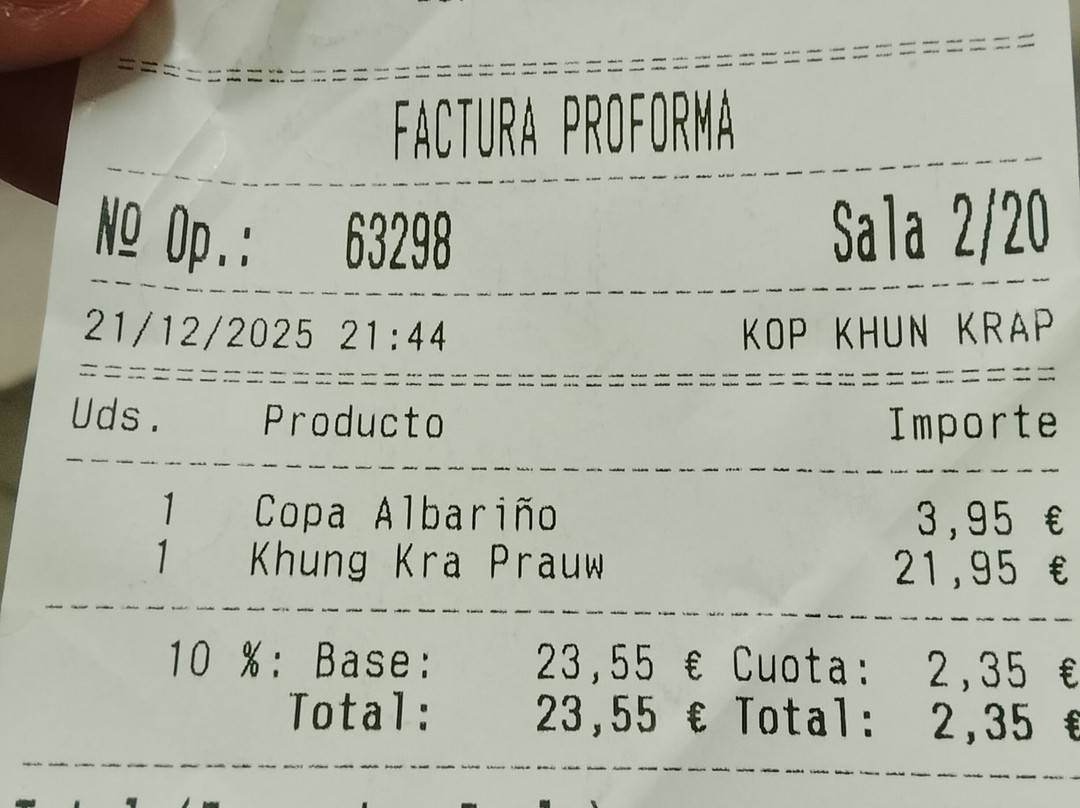 FACTURA PROFORMA
Nº Op.: 63298 Sala 2/20
21/12/2025 21:44 KOP KHUN KRAP
Uds. Producto Importe
1 Copa Albariño 3,95 €
1 Khung Kra Prauw 21,95 €
10 %: Base: 23,55 € Cuota: 2,35 €
Total: 23,55 € Total: 2,35 €